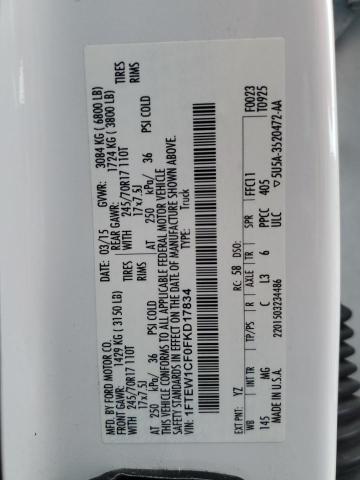 MFD. BY FORD MOTOR CO.
03/15 GVWR: 3084 KG ( 6800 LB)
FRONT GAWR: 1429 KG ( 3150 LB) REAR GAWR: 1724 KG ( 3800 LB)
WITH 245/70R17 110T TIRES WITH 245/70R17 110T TIRES
17x7.5J RIMS 17x7.5J RIMS
AT 250 kPa/ 36 PSI COLD AT 250 kPa/ 36 PSI COLD
THIS VEHICLE CONFORMS TO ALL APPLICABLE FEDERAL MOTOR VEHICLE
SAFETY STANDARDS IN EFFECT ON THE DATE OF MANUFACTURE SHOWN ABOVE.
VIN: 1FTEW1CF0FKD17834 TYPE: Truck
F0023
T0925
EXT PNT: YZ RC: 58 DSO: FFC11
WB INT TR TP/PS R AXLE TR SPR
145 MG C L3 6 PPCC 405
ULC
2201503234486 ▽ 5U5A-3520472-AA
MADE IN U.S.A.